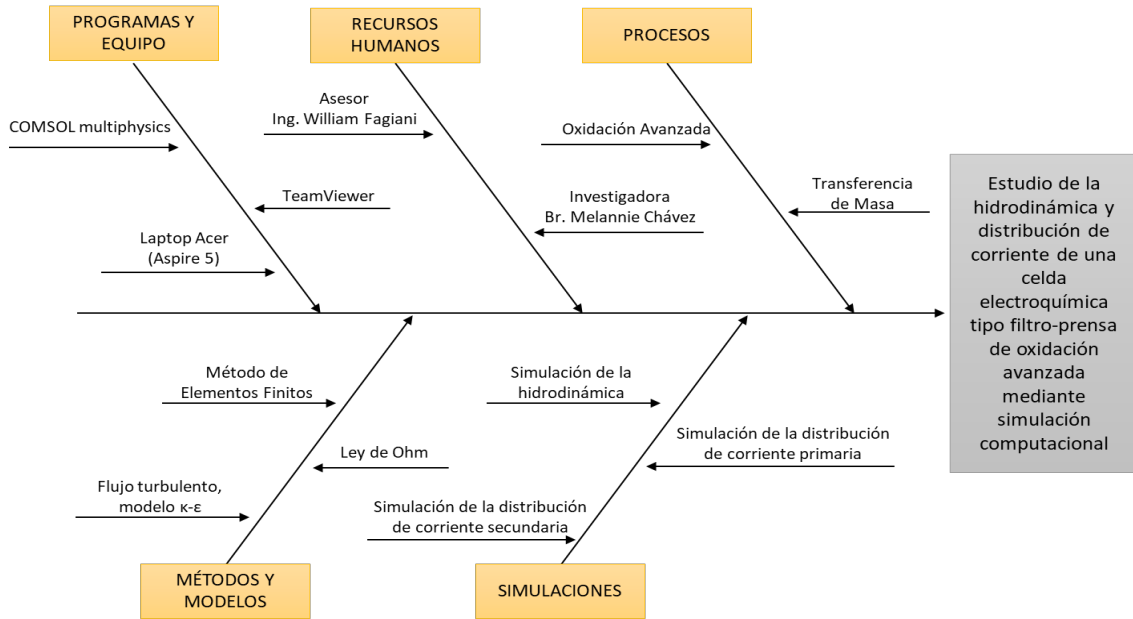 PROGRAMAS Y
EQUIPO
RECURSOS
HUMANOS
PROCESOS
COMSOL multiphysics
TeamViewer
Laptop Acer
(Aspire 5)
Asesor
Ing. William Fagiani
Investigadora
Br. Melannie Chávez
Oxidación Avanzada
Transferencia
de Masa
Estudio de la
hidrodinámica y
distribución de
corriente de una
celda
electroquímica
tipo filtro-prensa
de oxidación
avanzada
mediante
simulación
computacional
Método de
Elementos Finitos
Ley de Ohm
Flujo turbulento,
modelo κ-ε
Simulación de la
hidrodinámica
Simulación de la distribución
de corriente primaria
Simulación de la distribución
de corriente secundaria
MÉTODOS Y
MODELOS
SIMULACIONES